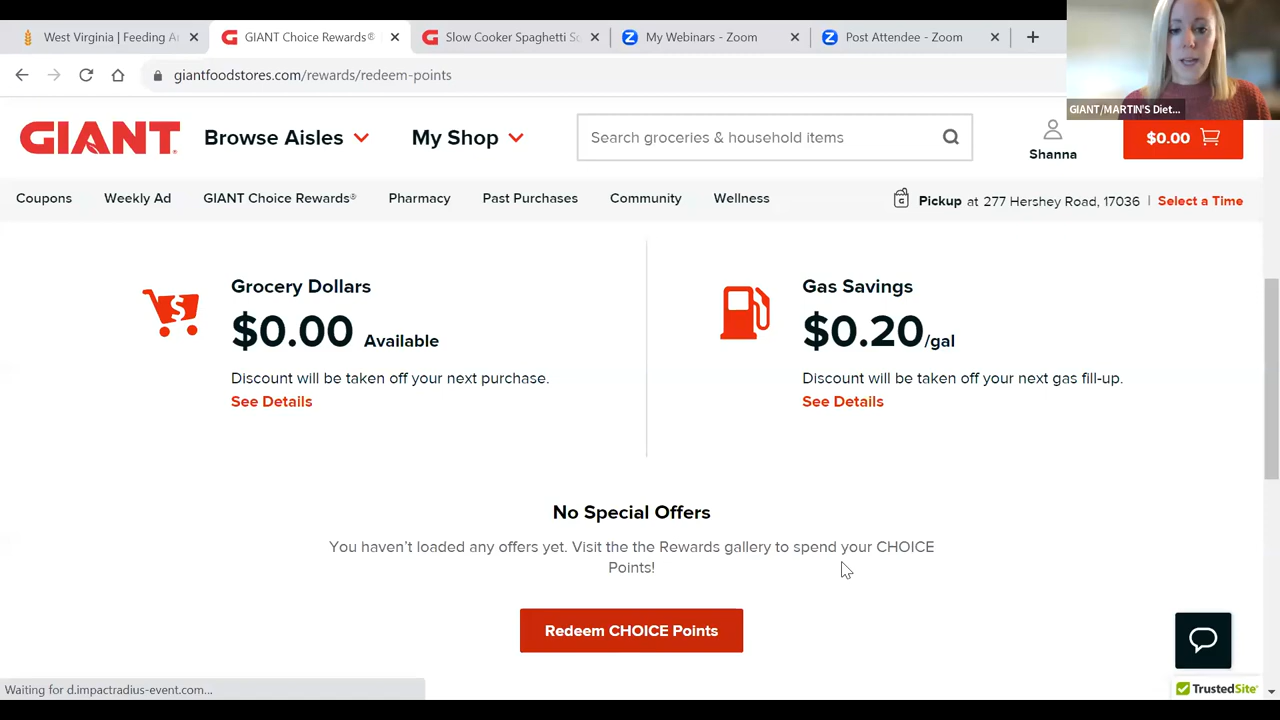 West Virginia | Feeding A
GIANT Choice Rewards®
Slow Cooker Spaghetti S
My Webinars - Zoom
Post Attendee - Zoom
giantfoodstores.com/rewards/redeem-points
GIANT/MARTIN'S Diet...
GIANT
Browse Aisles
My Shop
Search groceries & household items
Shanna
$0.00
Coupons
Weekly Ad
GIANT Choice Rewards®
Pharmacy
Past Purchases
Community
Wellness
Pickup at 277 Hershey Road, 17036 | Select a Time
Grocery Dollars
$0.00 Available
Discount will be taken off your next purchase.
See Details
Gas Savings
$0.20/gal
Discount will be taken off your next gas fill-up.
See Details
No Special Offers
You haven't loaded any offers yet. Visit the the Rewards gallery to spend your CHOICE
Points!
Redeem CHOICE Points
Waiting for d.impactradius-event.com...
TrustedSite